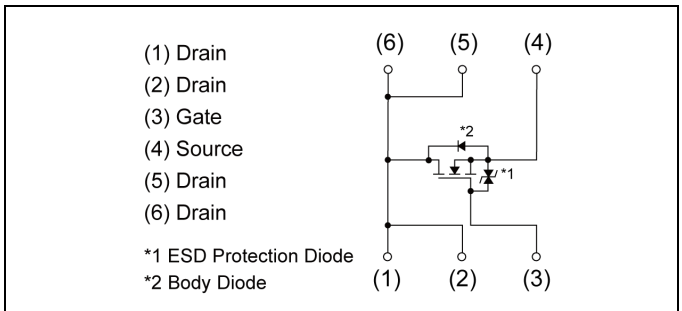 (1) Drain
(2) Drain
(3) Gate
(4) Source
(5) Drain
(6) Drain
*1 ESD Protection Diode
*2 Body Diode
(6) (5) (4)
*2
*1
(1) (2) (3)